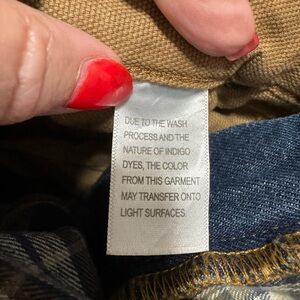 DUE TO THE WASH
PROCESS AND THE
NATURE OF INDIGO
DYES, THE COLOR
FROM THIS GARMENT
MAY TRANSFER ONTO
LIGHT SURFACES.